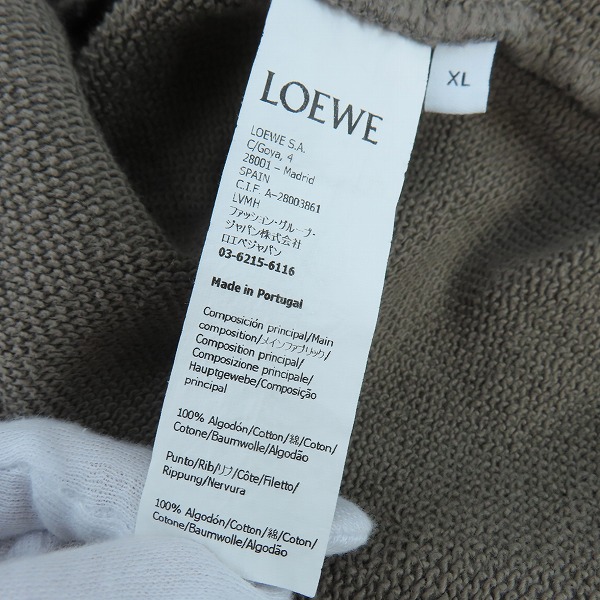 LOEWE
XL
LOEWE S.A.
C/Goya, 4
28001 – Madrid
SPAIN
C.I.F. A-28003861
LVMH
ファッション・グループ・
ジャパン株式会社
ロエベジャパン
03-6215-6116
Made in Portugal
Composición principal/Main
composition/メインファブリック/
Composition principal/
Composizione principale/
Hauptgewebe/Composição
principal
100% Algodón/Cotton/綿/Coton/
Cotone/Baumwolle/Algodão
Punto/Rib/リブ/Côte/Filetto/
Rippung/Nervura
100% Algodón/Cotton/綿/Coton/
Cotone/Baumwolle/Algodão